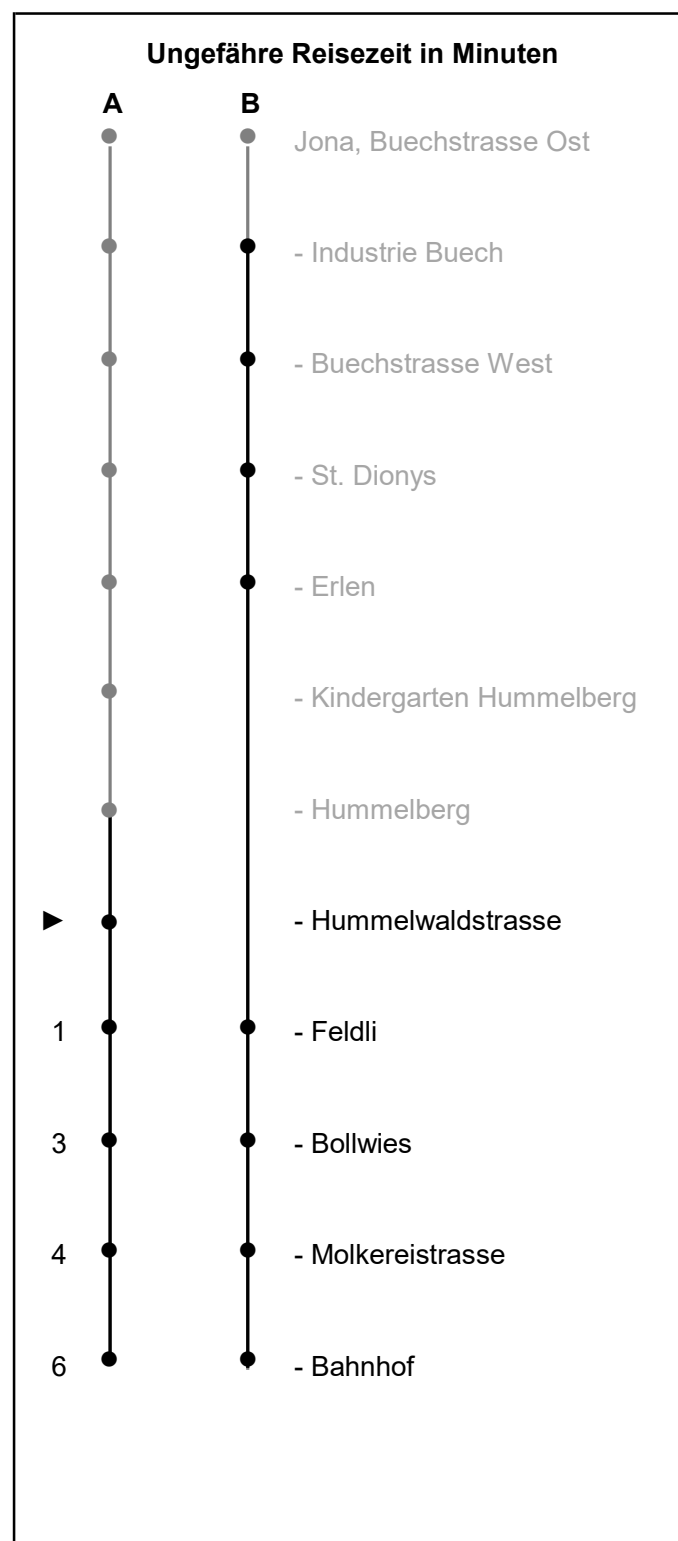 Ungefähre Reisezeit in Minuten
A B
Jona, Buechstrasse Ost
- Industrie Buech
- Buechstrasse West
- St. Dionys
- Erlen
- Kindergarten Hummelberg
- Hummelberg
► - Hummelwaldstrasse
1 - Feldli
3 - Bollwies
4 - Molkereistrasse
6 - Bahnhof